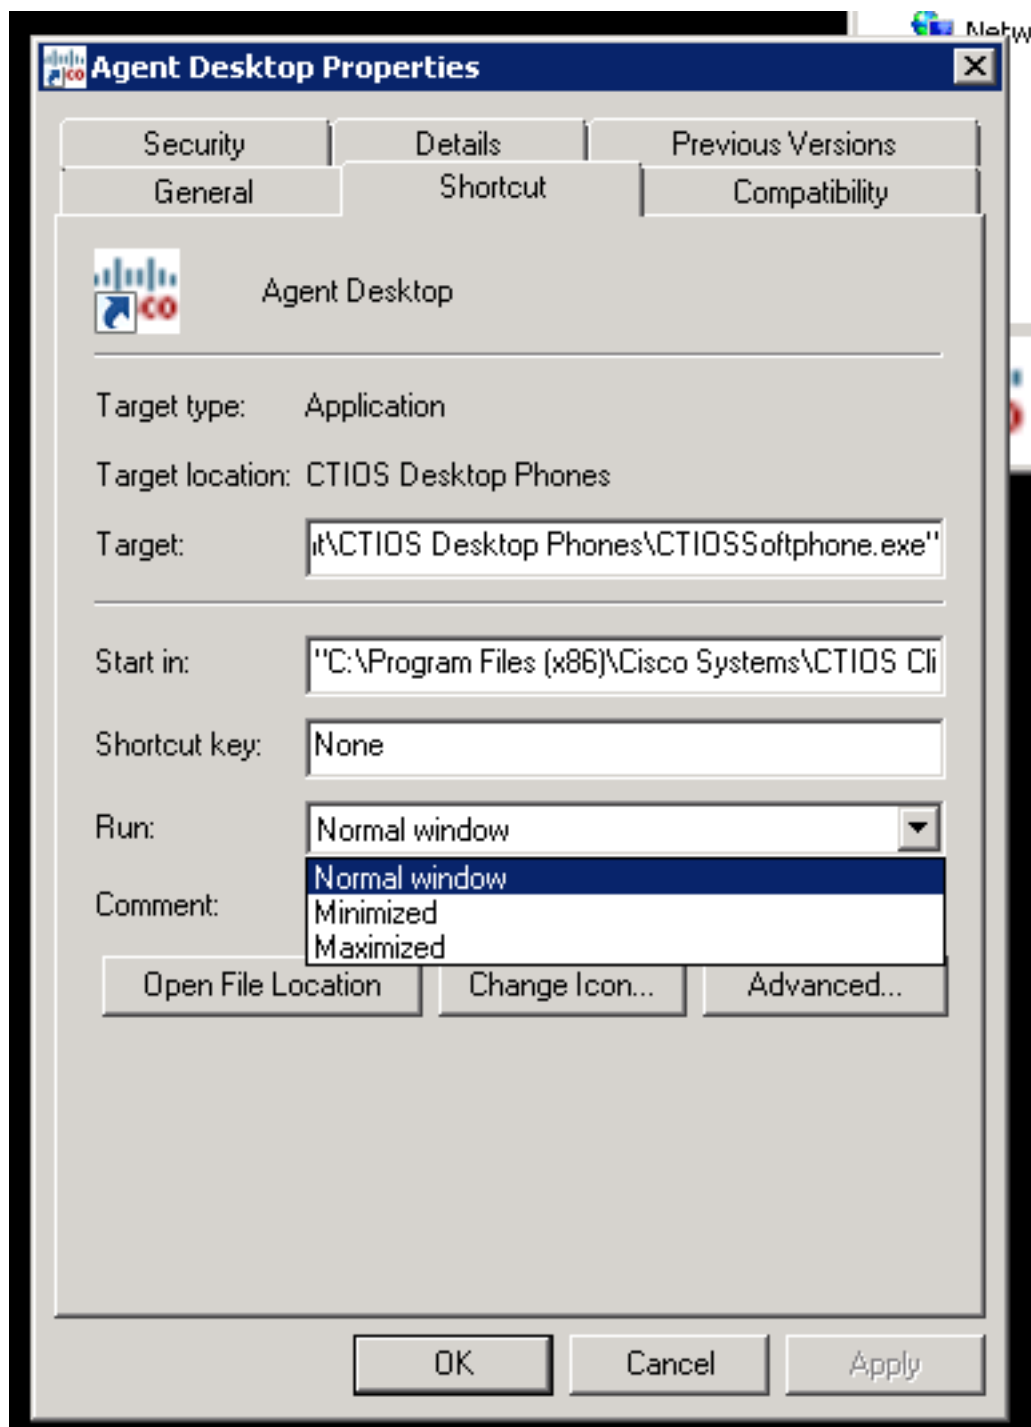 Netw
Agent Desktop Properties
Security Details Previous Versions
General Shortcut Compatibility
CO
Agent Desktop
Target type: Application
Target location: CTIOS Desktop Phones
Target: it\CTIOS Desktop Phones\CTIOSSoftphone.exe"
Start in: "C:\Program Files (x86)\Cisco Systems\CTIOS Cli
Shortcut key: None
Run: Normal window
Normal window
Comment:
Minimized
Maximized
Open File Location Change Icon... Advanced...
OK Cancel Apply